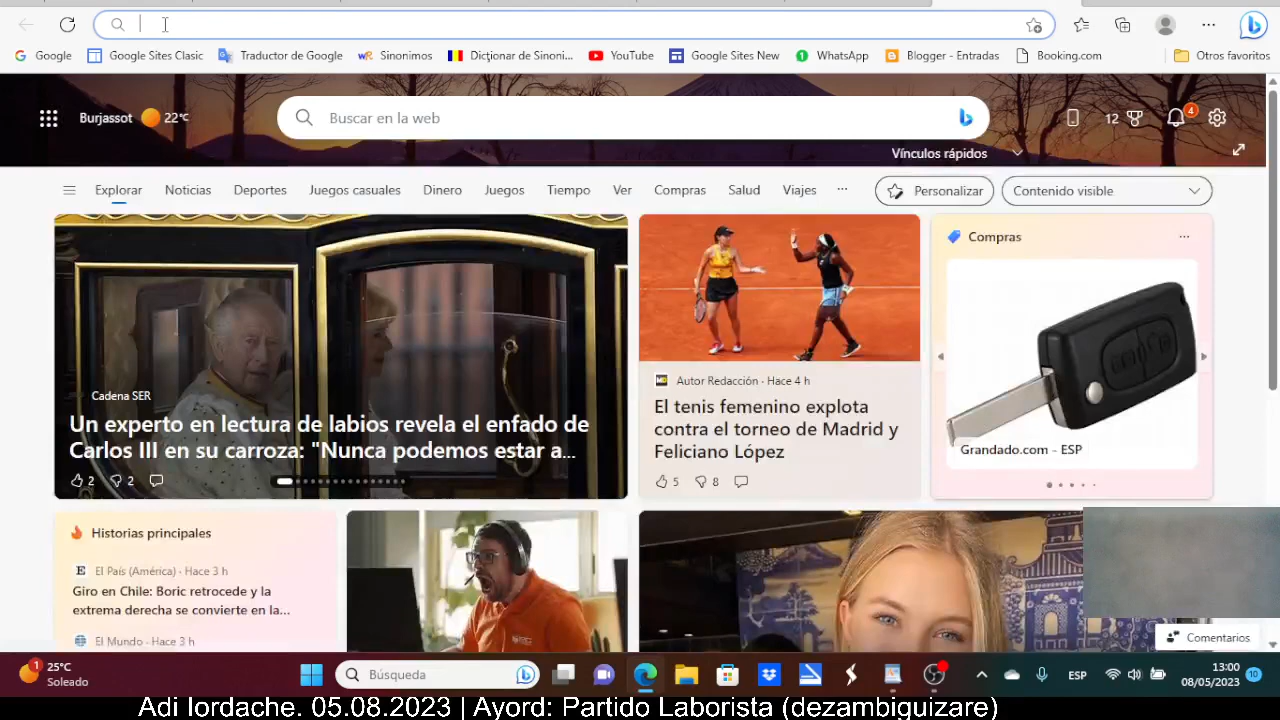 Google
Google Sites Clasic
Traductor de Google
Sinonimos
Dicționar de Sinoni...
YouTube
Google Sites New
1
WhatsApp
Blogger - Entradas
Booking.com
Otros favoritos
Burjassot
22°C
Buscar en la web
12
4
Vínculos rápidos
Explorar
Noticias
Deportes
Juegos casuales
Dinero
Juegos
Tiempo
Ver
Compras
Salud
Viajes
...
Personalizar
Contenido visible
Cadena SER
Un experto en lectura de labios revela el enfado de
Carlos III en su carroza: "Nunca podemos estar a...
2
2
MD
Autor Redacción · Hace 4 h
El tenis femenino explota
contra el torneo de Madrid y
Feliciano López
5
8
Compras
Grandado.com - ESP
Historias principales
E
El País (América) · Hace 3 h
Giro en Chile: Boric retrocede y la
extrema derecha se convierte en la...
El Mundo · Hace 3 h
Comentarios
1
25°C
Soleado
Búsqueda
ESP
13:00
08/05/2023
10
Adi Iordache. 05.08.2023 | Ayord: Partido Laborista (dezambiguizare)